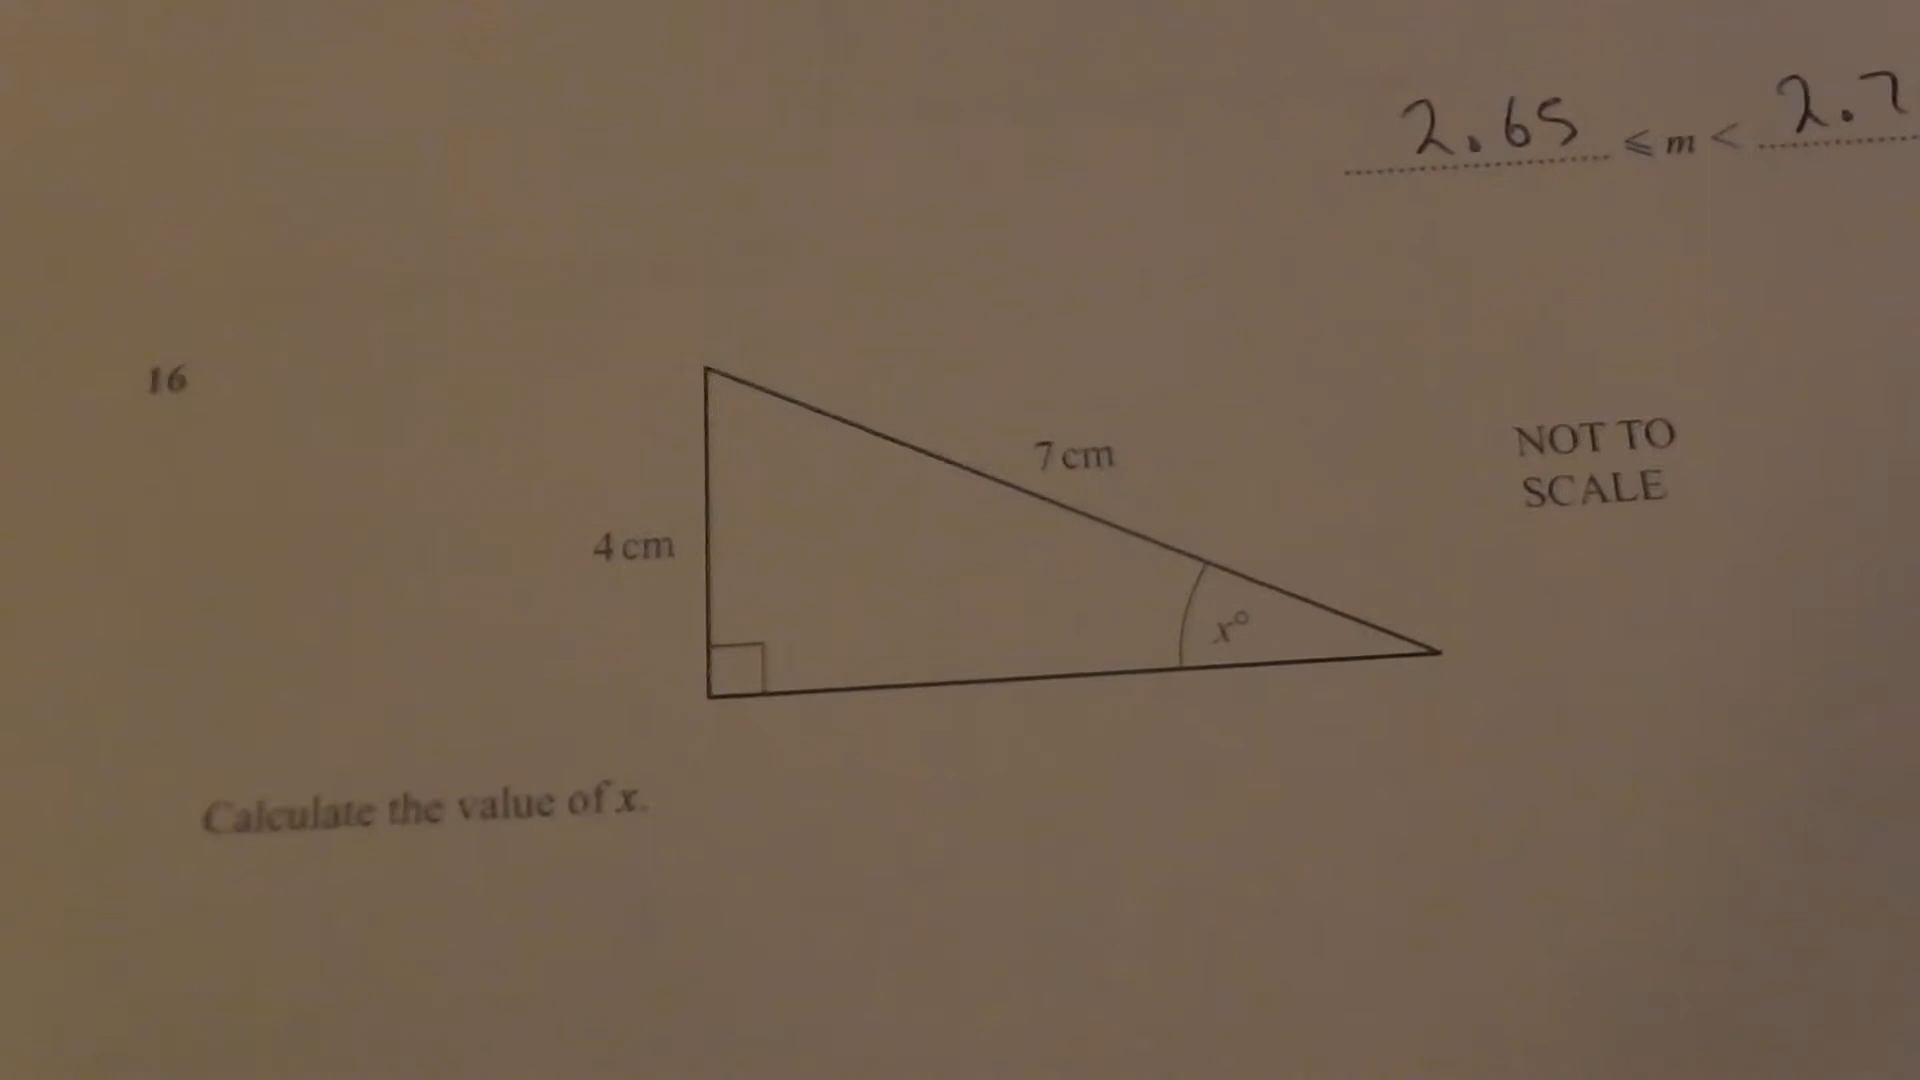 2.65 ⩽ m < 2.7
16
7 cm
NOT TO
SCALE
4 cm
x°
Calculate the value of x.